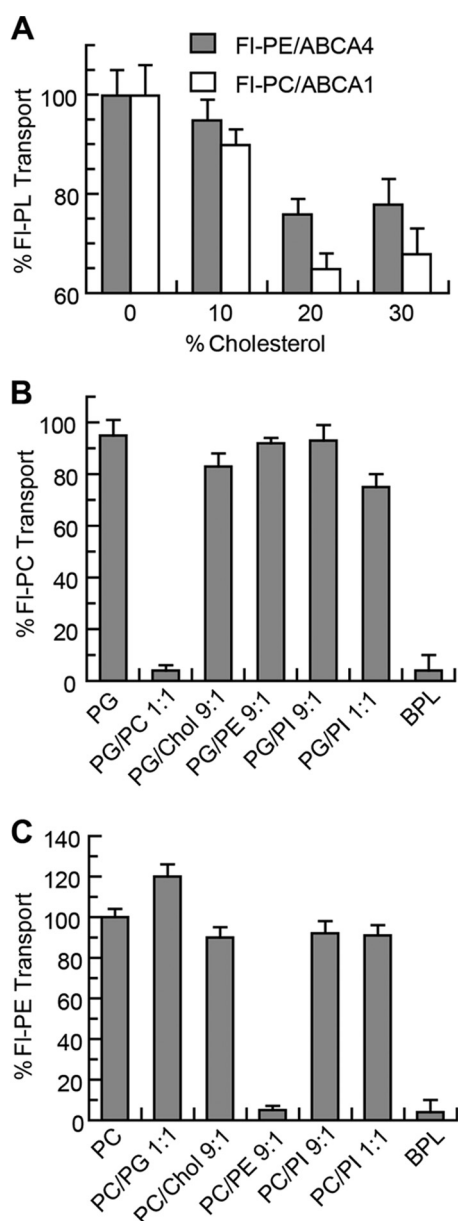 A
Fl-PE/ABCA4
Fl-PC/ABCA1
% Fl-PL Transport
100
80
60
0 10 20 30
% Cholesterol
B
% Fl-PC Transport
100
80
60
40
20
0
PG PG/PC 1:1 PG/Chol 9:1 PG/PE 9:1 PG/PI 9:1 PG/PI 1:1 BPL
C
% Fl-PE Transport
140
120
100
80
60
40
20
0
PC PC/PG 1:1 PC/Chol 9:1 PC/PE 9:1 PC/PI 9:1 PC/PI 1:1 BPL